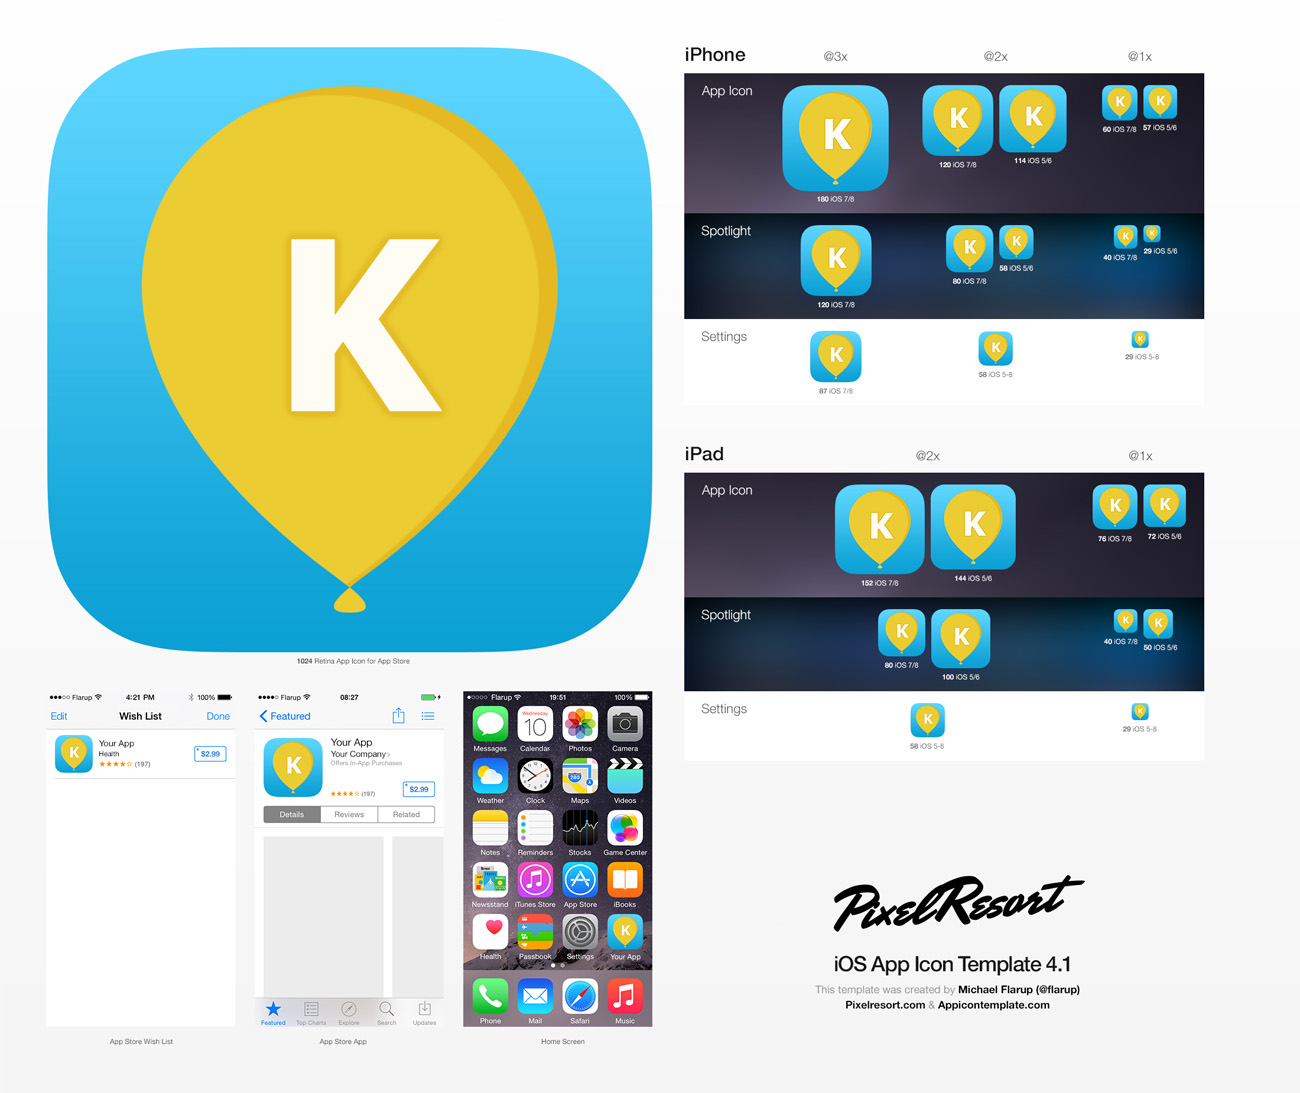 K
1024 Retina App Icon for App Store
iPhone @3x @2x @1x
App Icon
K K K K K
180 iOS 7/8 120 iOS 7/8 114 iOS 5/6 60 iOS 7/8 57 iOS 5/6
Spotlight
K K K K K
120 iOS 7/8 80 iOS 7/8 58 iOS 5/6 40 iOS 7/8 29 iOS 5/6
Settings
K K K
87 iOS 7/8 58 iOS 5-8 29 iOS 5-8
iPad @2x @1x
App Icon
K K K K
152 iOS 7/8 144 iOS 5/6 76 iOS 7/8 72 iOS 5/6
Spotlight
K K K K
80 iOS 7/8 100 iOS 5/6 40 iOS 7/8 50 iOS 5/6
Settings
K K
58 iOS 5-8 29 iOS 5-8
Flarup 4:21 PM 100%
Edit Wish List Done
K
Your App
Health
(197)
$2.99
App Store Wish List
Flarup 08:27
Featured
K
Your App
Your Company
Offers In-App Purchases
(197)
$2.99
Details Reviews Related
Featured Top Charts Explore Search Updates
App Store App
Flarup 19:51 100%
Wednesday
10
Messages Calendar Photos Camera
280
Weather Clock Maps Videos
Notes Reminders Stocks Game Center
Newsstand iTunes Store App Store iBooks
K
Health Passbook Settings Your App
Phone Mail Safari Music
Home Screen
PixelResort
iOS App Icon Template 4.1
This template was created by Michael Flarup (@flarup)
Pixelresort.com & Appicontemplate.com